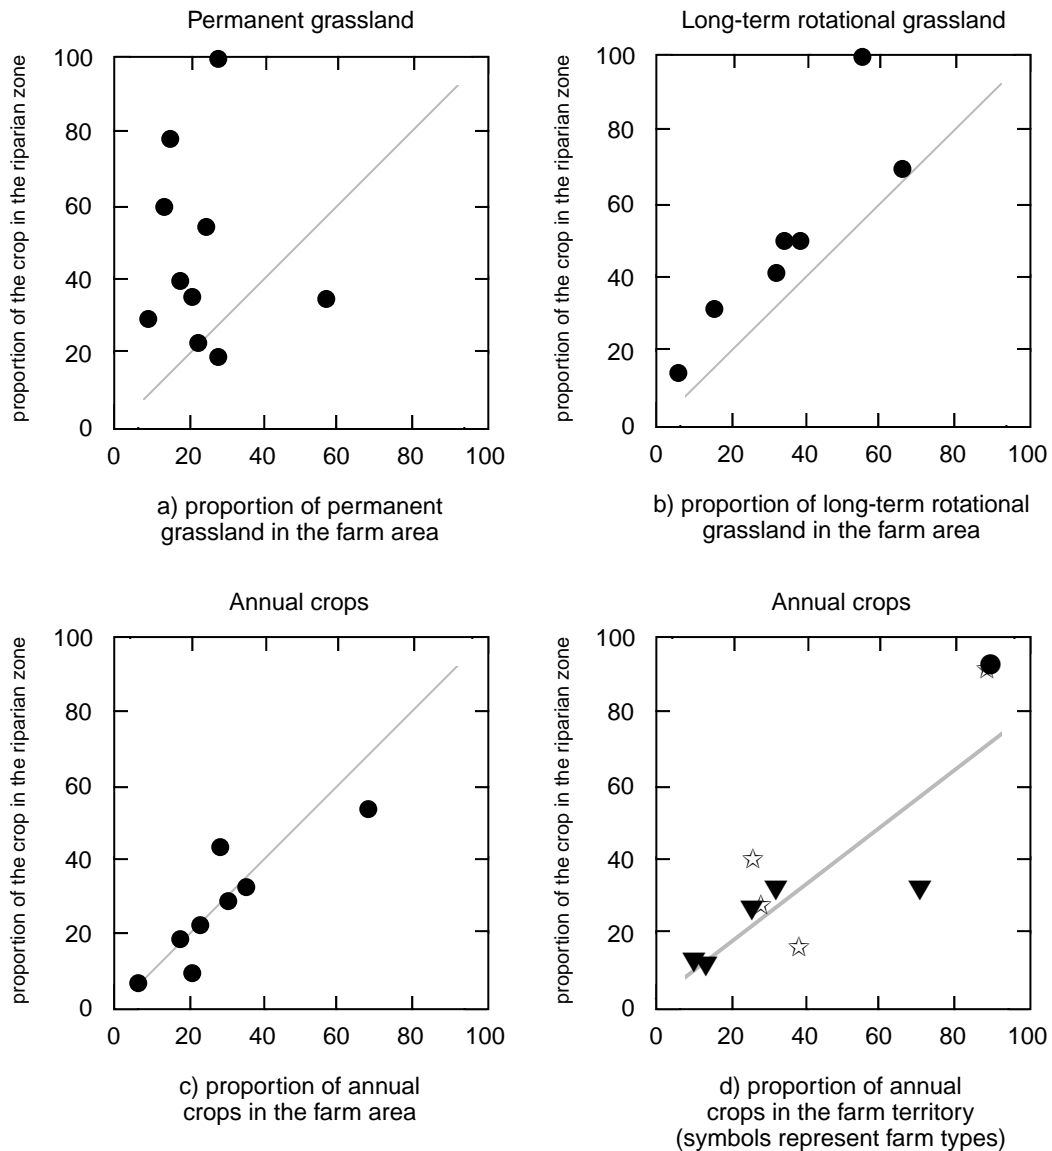 Permanent grassland
proportion of the crop in the riparian zone
100
80
60
40
20
0
0 20 40 60 80 100
a) proportion of permanent
grassland in the farm area
Long-term rotational grassland
proportion of the crop in the riparian zone
100
80
60
40
20
0
0 20 40 60 80 100
b) proportion of long-term rotational
grassland in the farm area
Annual crops
proportion of the crop in the riparian zone
100
80
60
40
20
0
0 20 40 60 80 100
c) proportion of annual
crops in the farm area
Annual crops
proportion of the crop in the riparian zone
100
80
60
40
20
0
0 20 40 60 80 100
d) proportion of annual
crops in the farm territory
(symbols represent farm types)